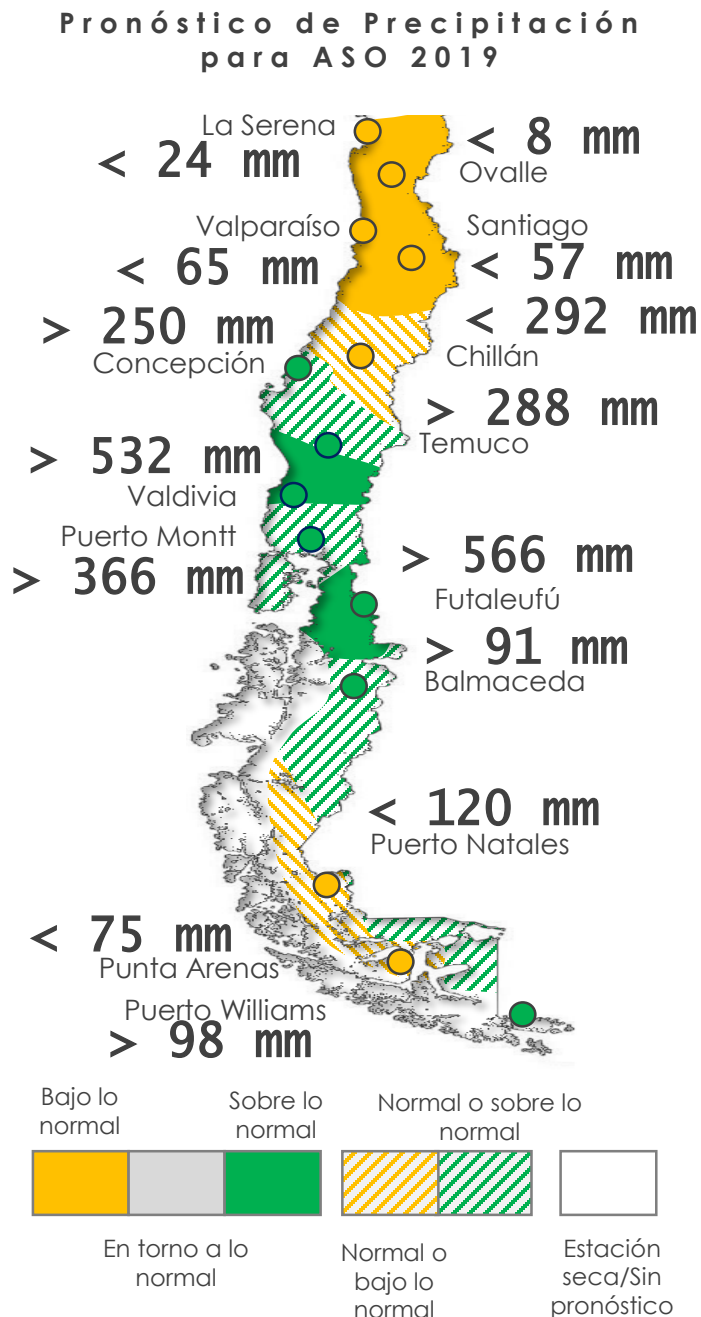 Pronóstico de Precipitación
para ASO 2019
La Serena
< 24 mm
< 8 mm
Ovalle
Valparaíso
< 65 mm
Santiago
< 57 mm
> 250 mm
Concepción
< 292 mm
Chillán
> 288 mm
Temuco
> 532 mm
Valdivia
Puerto Montt
> 366 mm
> 566 mm
Futaleufú
> 91 mm
Balmaceda
< 120 mm
Puerto Natales
< 75 mm
Punta Arenas
Puerto Williams
> 98 mm
Bajo lo
normal
Sobre lo
normal
Normal o sobre lo
normal
En torno a lo
normal
Normal o
bajo lo
normal
Estación
seca/Sin
pronóstico